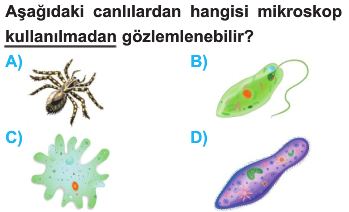 Aşağıdaki canlılardan hangisi mikroskop
kullanılmadan gözlemlenebilir?
A)
B)
C)
D)